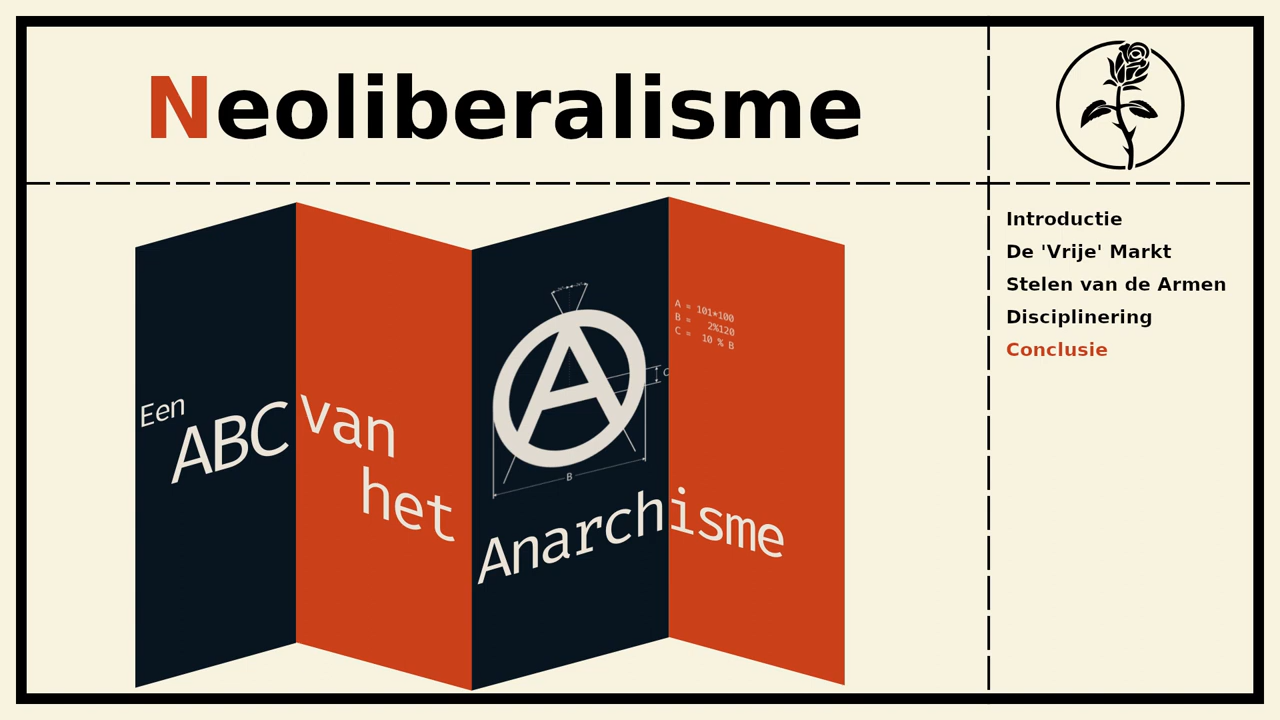 Neoliberalisme
Introductie
De 'Vrije' Markt
Stelen van de Armen
Disciplinering
Conclusie
Een
ABC van
het
Anarchisme
A = 101*100
B = 2%120
C = 10 % B
B
C